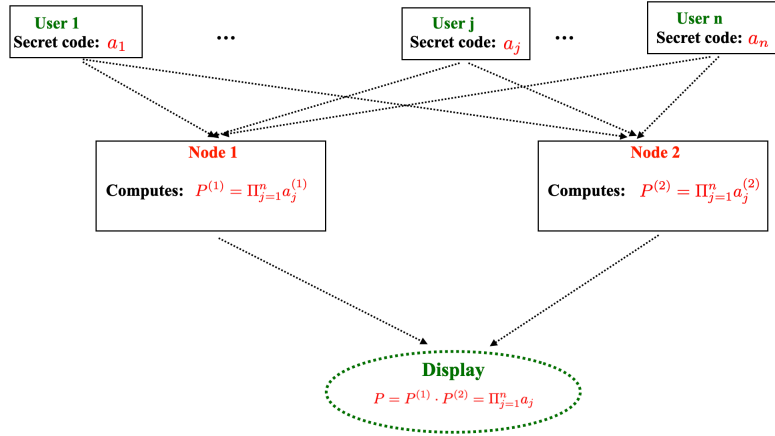 User 1
Secret code: a_1
...
User j
Secret code: a_j
...
User n
Secret code: a_n
Node 1
Computes: P^{(1)} = Π_{j=1}^{n} a_j^{(1)}
Node 2
Computes: P^{(2)} = Π_{j=1}^{n} a_j^{(2)}
Display
P = P^{(1)} · P^{(2)} = Π_{j=1}^{n} a_j